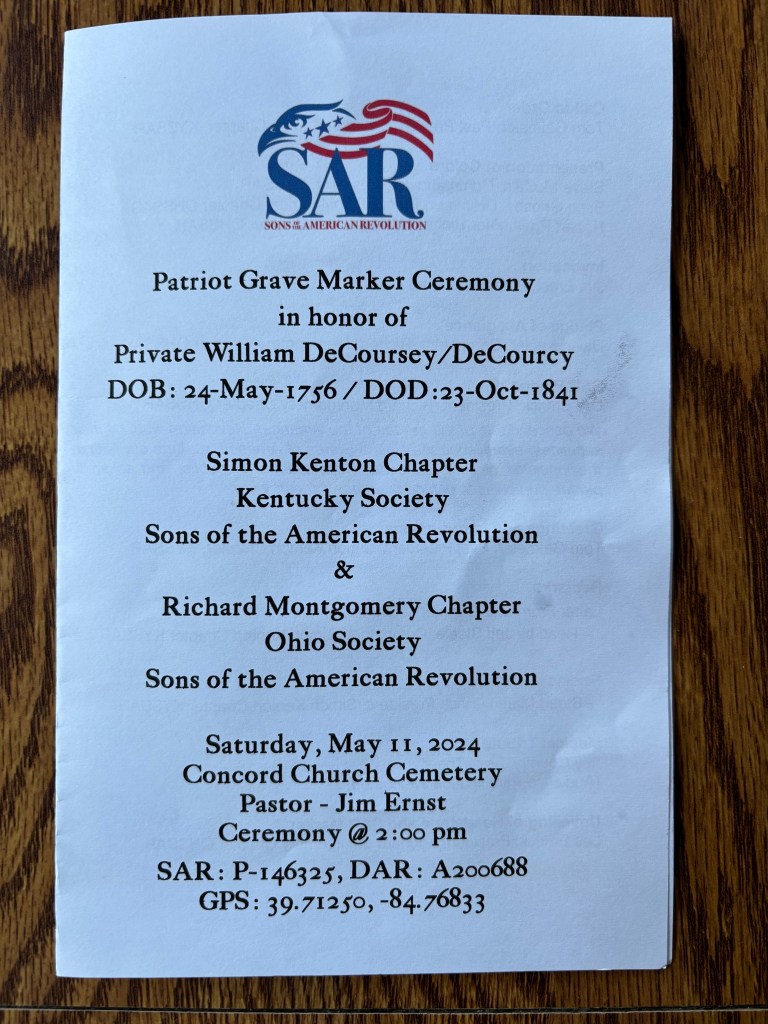 SAR
SONS OF THE AMERICAN REVOLUTION
Patriot Grave Marker Ceremony
in honor of
Private William DeCoursey/DeCourcy
DOB: 24-May-1756 / DOD:23-Oct-1841
Simon Kenton Chapter
Kentucky Society
Sons of the American Revolution
&
Richard Montgomery Chapter
Ohio Society
Sons of the American Revolution
Saturday, May 11, 2024
Concord Church Cemetery
Pastor - Jim Ernst
Ceremony @ 2:00 pm
SAR: P-146325, DAR: A200688
GPS: 39.71250, -84.76833